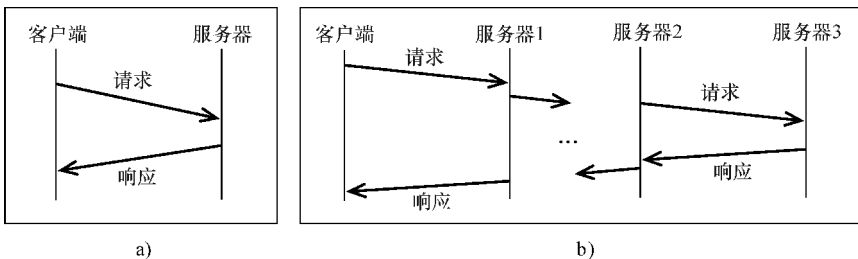 客户端 服务器
请求
响应
a)
客户端 服务器1 服务器2 服务器3
请求 请求
...
响应 响应
b)